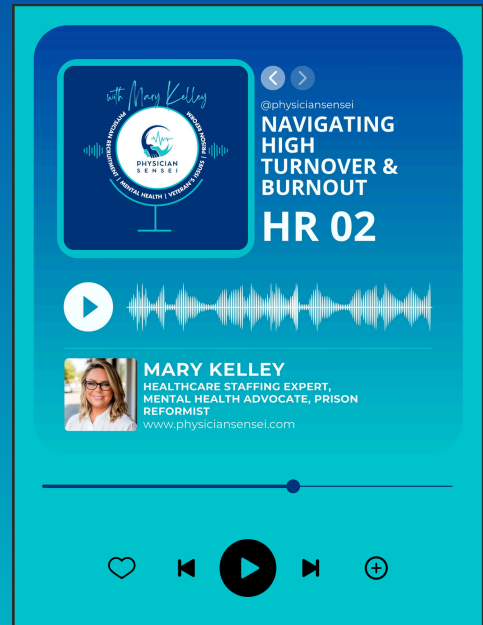 with Mary Kelley
PHYSICIAN RECRUITMENT | MENTAL HEALTH | VETERAN'S ISSUES | PRISON REFORM
PHYSICIAN
SENSEI
@physiciansensei
NAVIGATING
HIGH
TURNOVER &
BURNOUT
HR 02
MARY KELLEY
HEALTHCARE STAFFING EXPERT,
MENTAL HEALTH ADVOCATE, PRISON
REFORMIST
www.physiciansensei.com